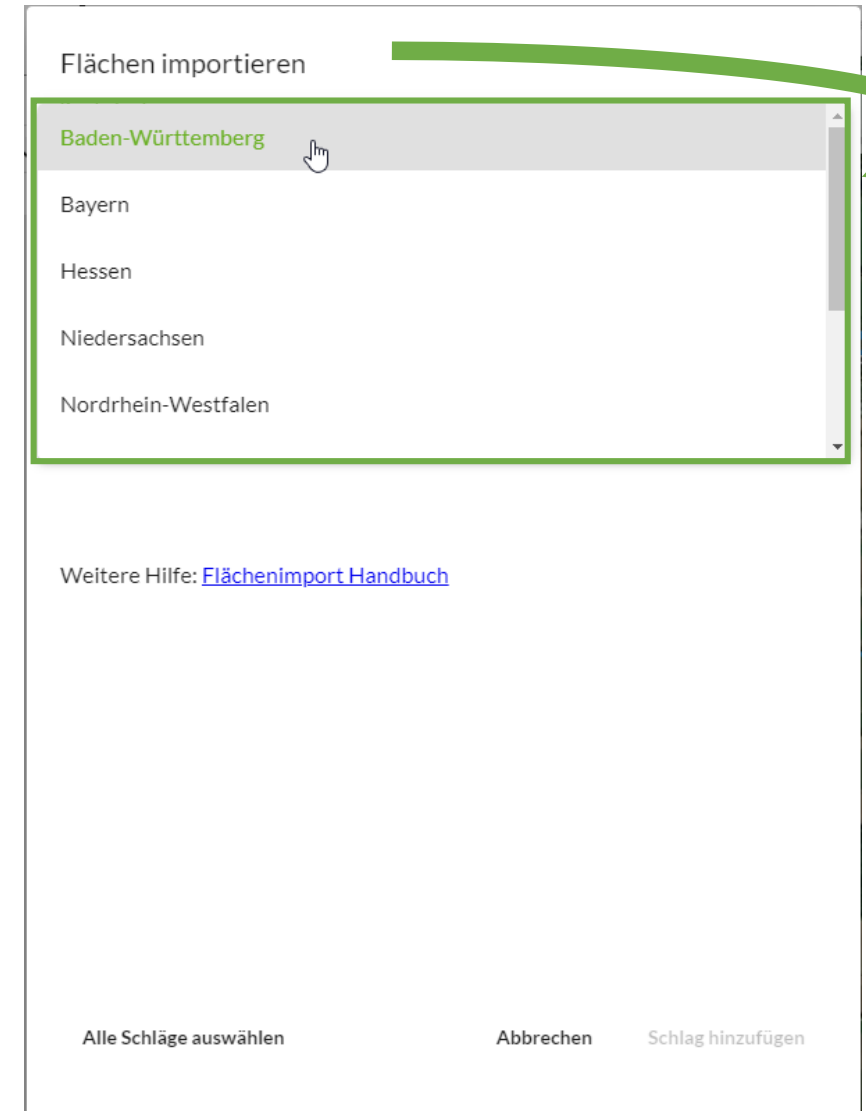 Flächen importieren
Baden-Württemberg
Bayern
Hessen
Niedersachsen
Nordrhein-Westfalen
Weitere Hilfe: Flächenimport Handbuch
Alle Schläge auswählen Abbrechen Schlag hinzufügen